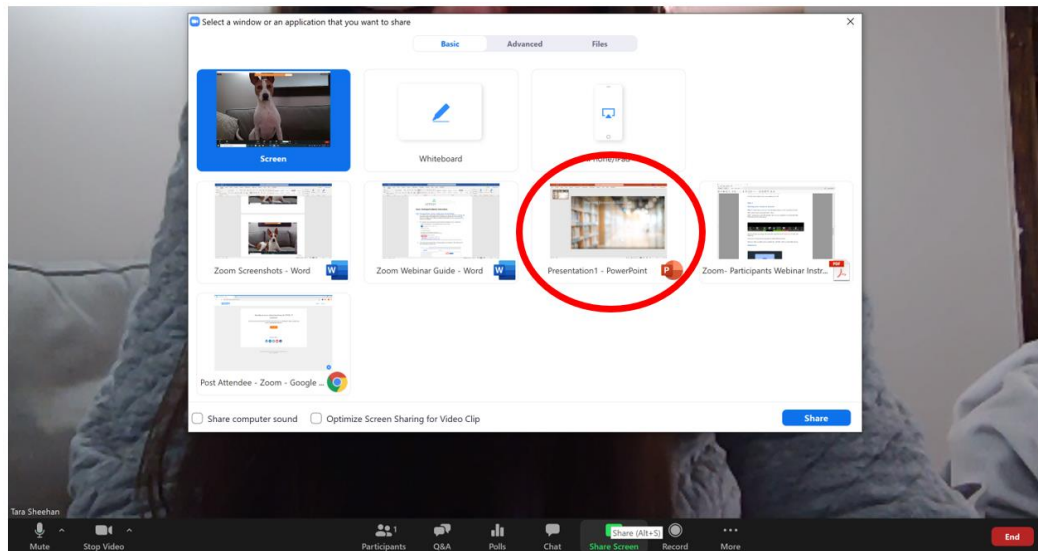 Select a window or an application that you want to share
Basic Advanced Files
Screen Whiteboard
Zoom Screenshots - Word Zoom Webinar Guide - Word Presentation1 - PowerPoint Zoom- Participants Webinar Instr...
PDF
Post Attendee - Zoom - Google ...
Share computer sound Optimize Screen Sharing for Video Clip Share
Tara Sheehan
1 Share (Alt+S)
Mute Stop Video Participants Q&A Polls Chat Share Screen Record More End